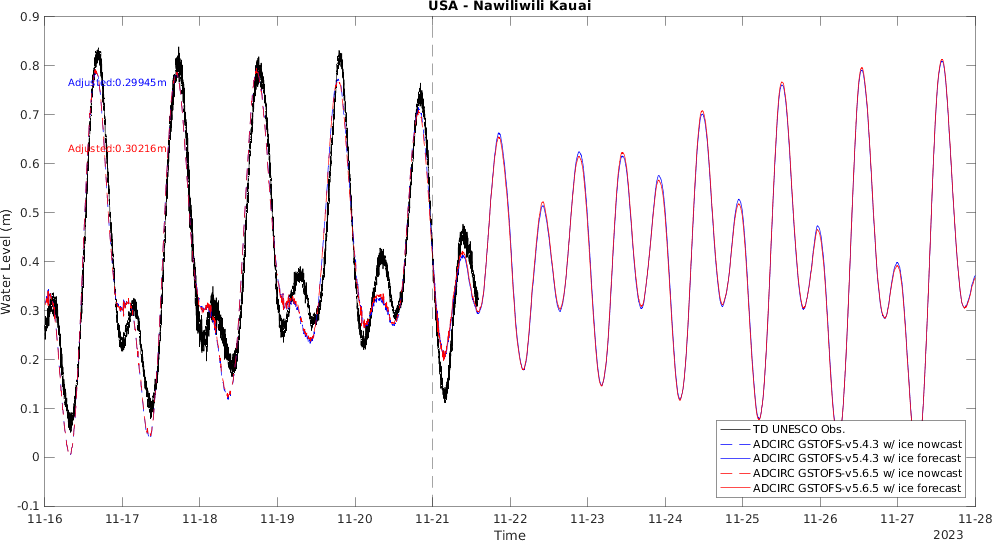 USA - Nawiliwili Kauai
0.9
0.8
0.7
0.6
0.5
0.4
0.3
0.2
0.1
0
-0.1
Water Level (m)
Adjusted:0.29945m
Adjusted:0.30216m
TD UNESCO Obs.
ADCIRC GSTOFS-v5.4.3 w/ ice nowcast
ADCIRC GSTOFS-v5.4.3 w/ ice forecast
ADCIRC GSTOFS-v5.6.5 w/ ice nowcast
ADCIRC GSTOFS-v5.6.5 w/ ice forecast
11-16 11-17 11-18 11-19 11-20 11-21 11-22 11-23 11-24 11-25 11-26 11-27 11-28
Time
2023